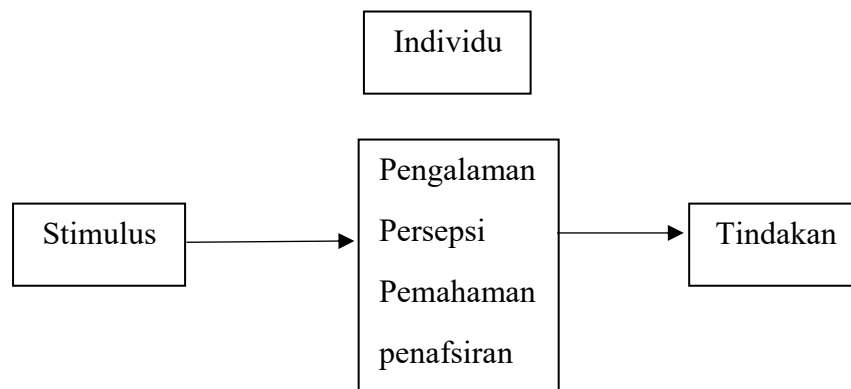 Individu
Stimulus
Pengalaman
Persepsi
Pemahaman
penafsiran
Tindakan